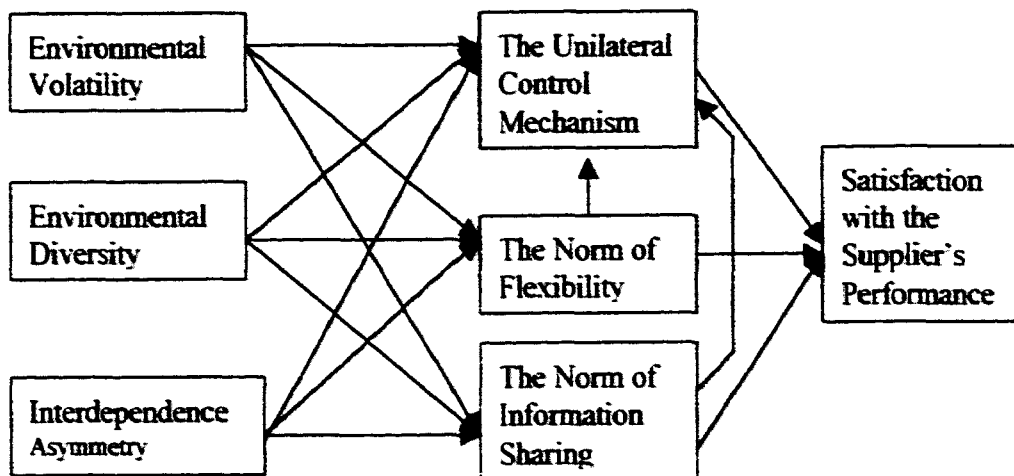 Environmental
Volatility
Environmental
Diversity
Interdependence
Asymmetry
The Unilateral
Control
Mechanism
The Norm of
Flexibility
The Norm of
Information
Sharing
Satisfaction
with the
Supplier's
Performance